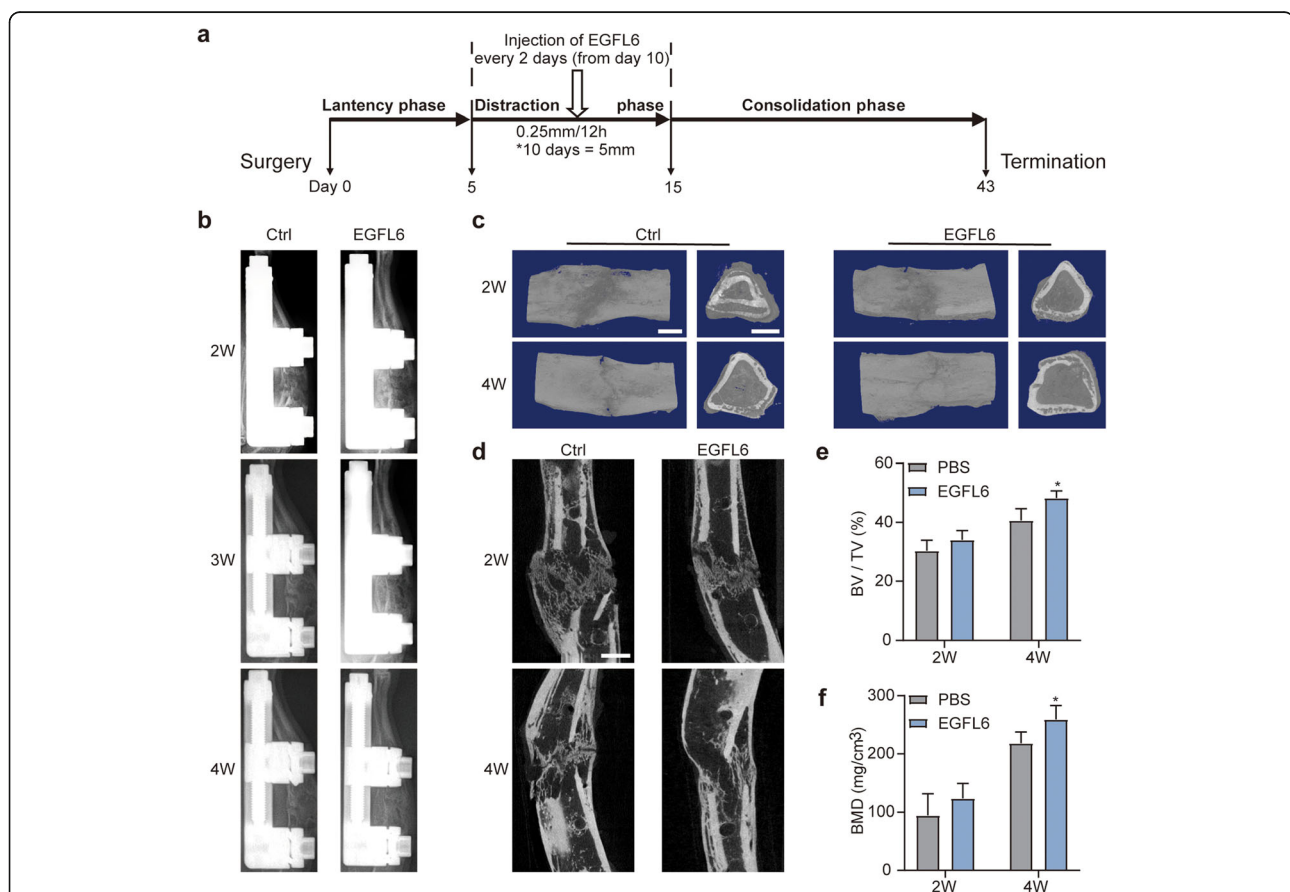 a
Injection of EGFL6
every 2 days (from day 10)
Lantency phase
Distraction phase
Consolidation phase
0.25mm/12h
*10 days = 5mm
Surgery
Termination
Day 0
5
15
43
b
Ctrl
EGFL6
2W
3W
4W
c
Ctrl
EGFL6
2W
4W
d
Ctrl
EGFL6
2W
4W
e
PBS
EGFL6
*
BV / TV (%)
60
40
20
0
2W
4W
f
PBS
EGFL6
*
BMD (mg/cm³)
300
200
100
0
2W
4W